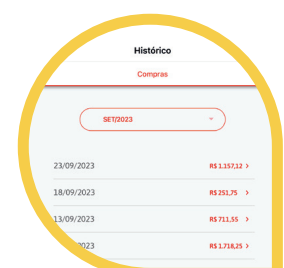 Histórico
Compras
SET/2023
23/09/2023 R$ 1.157,12 >
18/09/2023 R$ 251,75 >
13/09/2023 R$ 711,55 >
2023 R$ 1.718,25 >